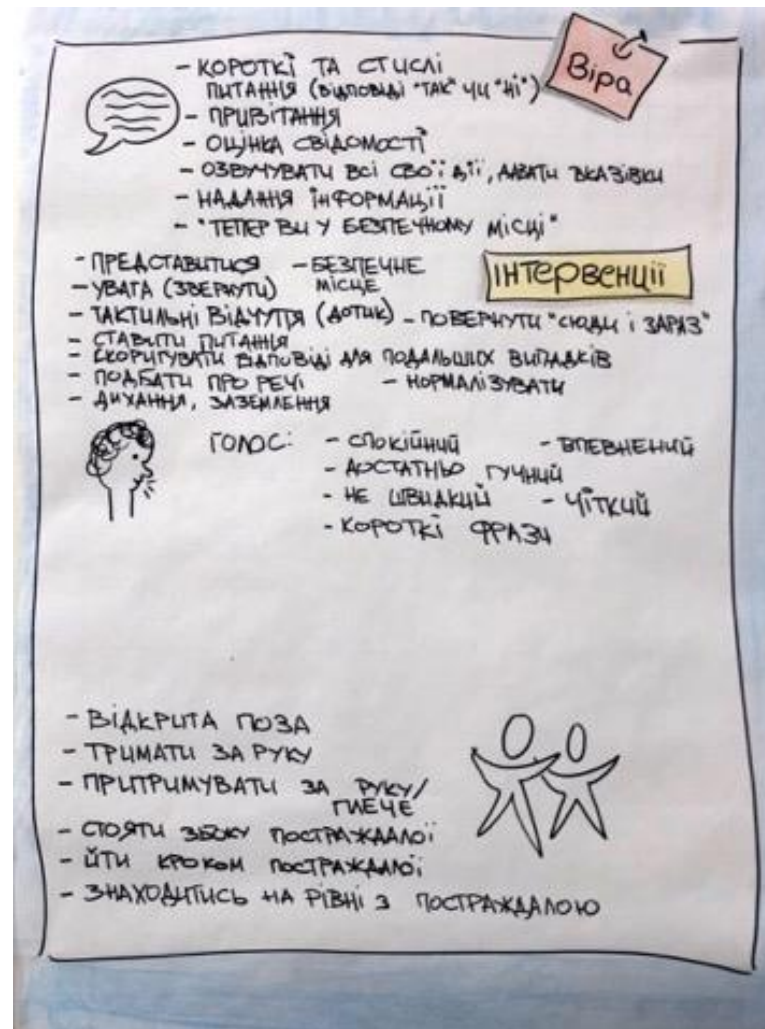 Віра
- КОРОТКІ ТА СТИСЛІ
ПИТАННЯ (ВІДПОВІДІ "ТАК" ЧИ "НІ")
- ПРИВІТАННЯ
- ОЦІНКА СВІДОМОСТІ
- ОЗВУЧУВАТИ ВСІ СВОЇ ДІЇ, ДАВАТИ ВКАЗІВКИ
- НАДАННЯ ІНФОРМАЦІЇ
- "ТЕПЕР ВИ У БЕЗПЕЧНОМУ МІСЦІ"
ІНТЕРВЕНЦІЇ
- ПРЕДСТАВИТИСЯ - БЕЗПЕЧНЕ МІСЦЕ
- УВАГА (ЗВЕРНУТИ)
- ТАКТИЛЬНІ ВІДЧУТТЯ (ДОТИК) - ПОВЕРНУТИ "СЮДИ І ЗАРАЗ"
- СТАВИТИ ПИТАННЯ
- СКОРИГУВАТИ ВІДПОВІДІ ДЛЯ ПОДАЛЬШИХ ВИПАДКІВ
- ПОДБАТИ ПРО РЕЧІ - НОРМАЛІЗУВАТИ
- ДИХАННЯ, ЗАЗЕМЛЕННЯ
ГОЛОС: - СПОКІЙНИЙ - ВПЕВНЕНИЙ
- ДОСТАТНЬО ГУЧНИЙ
- НЕ ШВИДКИЙ - ЧІТКИЙ
- КОРОТКІ ФРАЗИ
- ВІДКРИТА ПОЗА
- ТРИМАТИ ЗА РУКУ
- ПРИТРИМУВАТИ ЗА РУКУ/
ПЛЕЧЕ
- СТОЯТИ ЗБОКУ ПОСТРАЖДАЛОЇ
- ЙТИ КРОКОМ ПОСТРАЖДАЛОЇ
- ЗНАХОДИТИСЬ НА РІВНІ З ПОСТРАЖДАЛОЮ